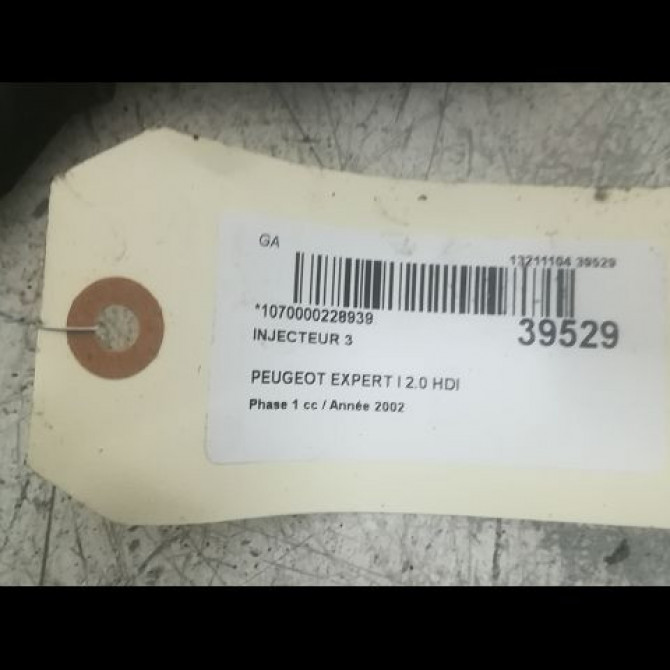 GA
13211104 39529
*1070000228939
39529
INJECTEUR 3
PEUGEOT EXPERT I 2.0 HDI
Phase 1 cc / Année 2002